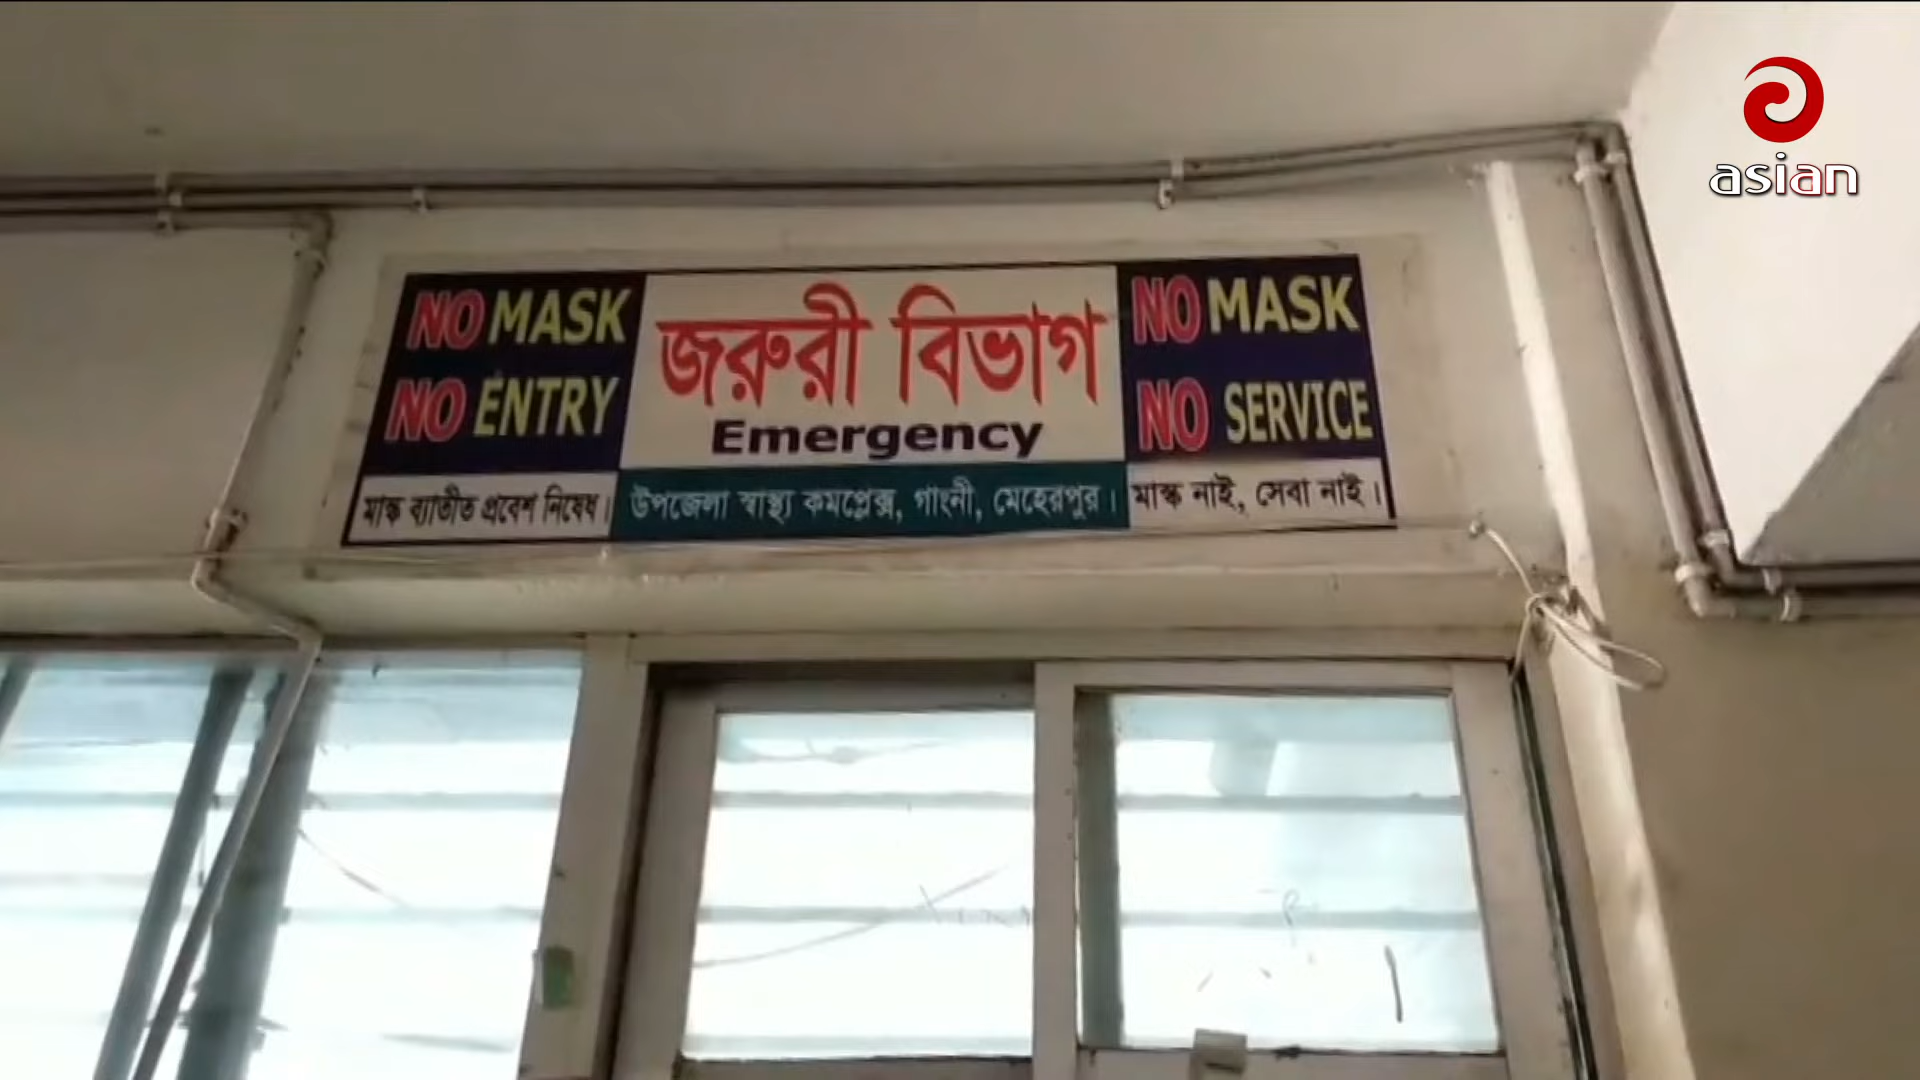 NO MASK
NO ENTRY
মাস্ক ব্যাতীত প্রবেশ নিষেধ।
জরুরী বিভাগ
Emergency
উপজেলা স্বাস্থ্য কমপ্লেক্স, গাংনী, মেহেরপুর।
NO MASK
NO SERVICE
মাস্ক নাই, সেবা নাই।
asian